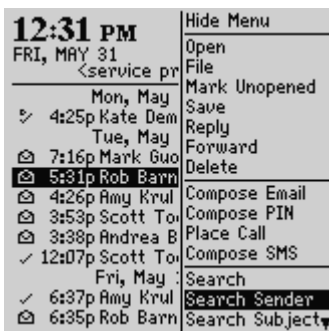 12:31 PM
FRI, MAY 31
<service pr
Mon, May
4:25p Kate Dem
Tue, May
7:16p Mark Guo
5:31p Rob Barn
4:26p Amy Krul
3:53p Scott To
3:38p Andrea B
12:07p Scott To
Fri, May
6:37p Amy Krul
6:35p Rob Barn
Hide Menu
Open
File
Mark Unopened
Save
Reply
Forward
Delete
Compose Email
Compose PIN
Place Call
Compose SMS
Search
Search Sender
Search Subject